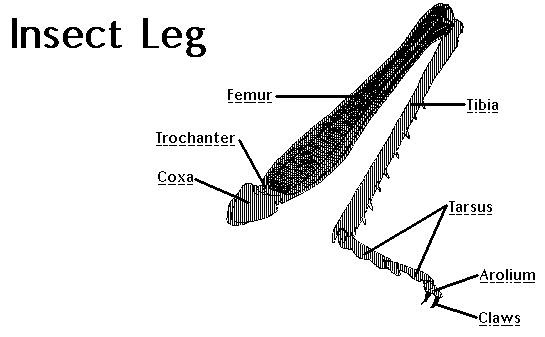 Insect Leg
Femur
Tibia
Trochanter
Coxa
Tarsus
Arolium
Claws